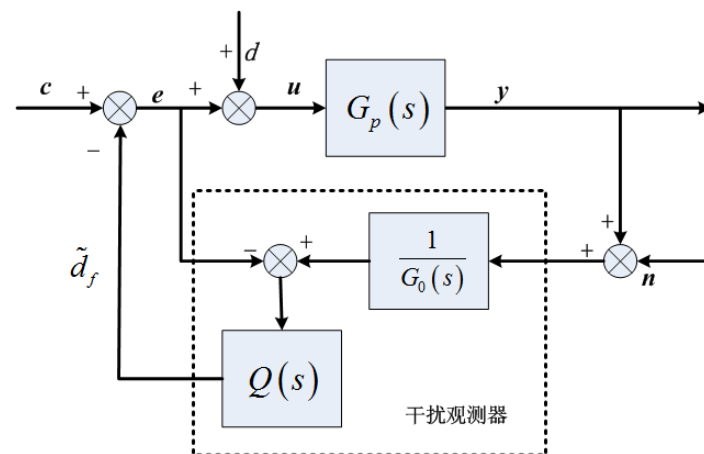 + d
c + e + u G_p(s) y
−
+
− + 1/G_0(s) +
n
d̃_f
Q(s)
干扰观测器